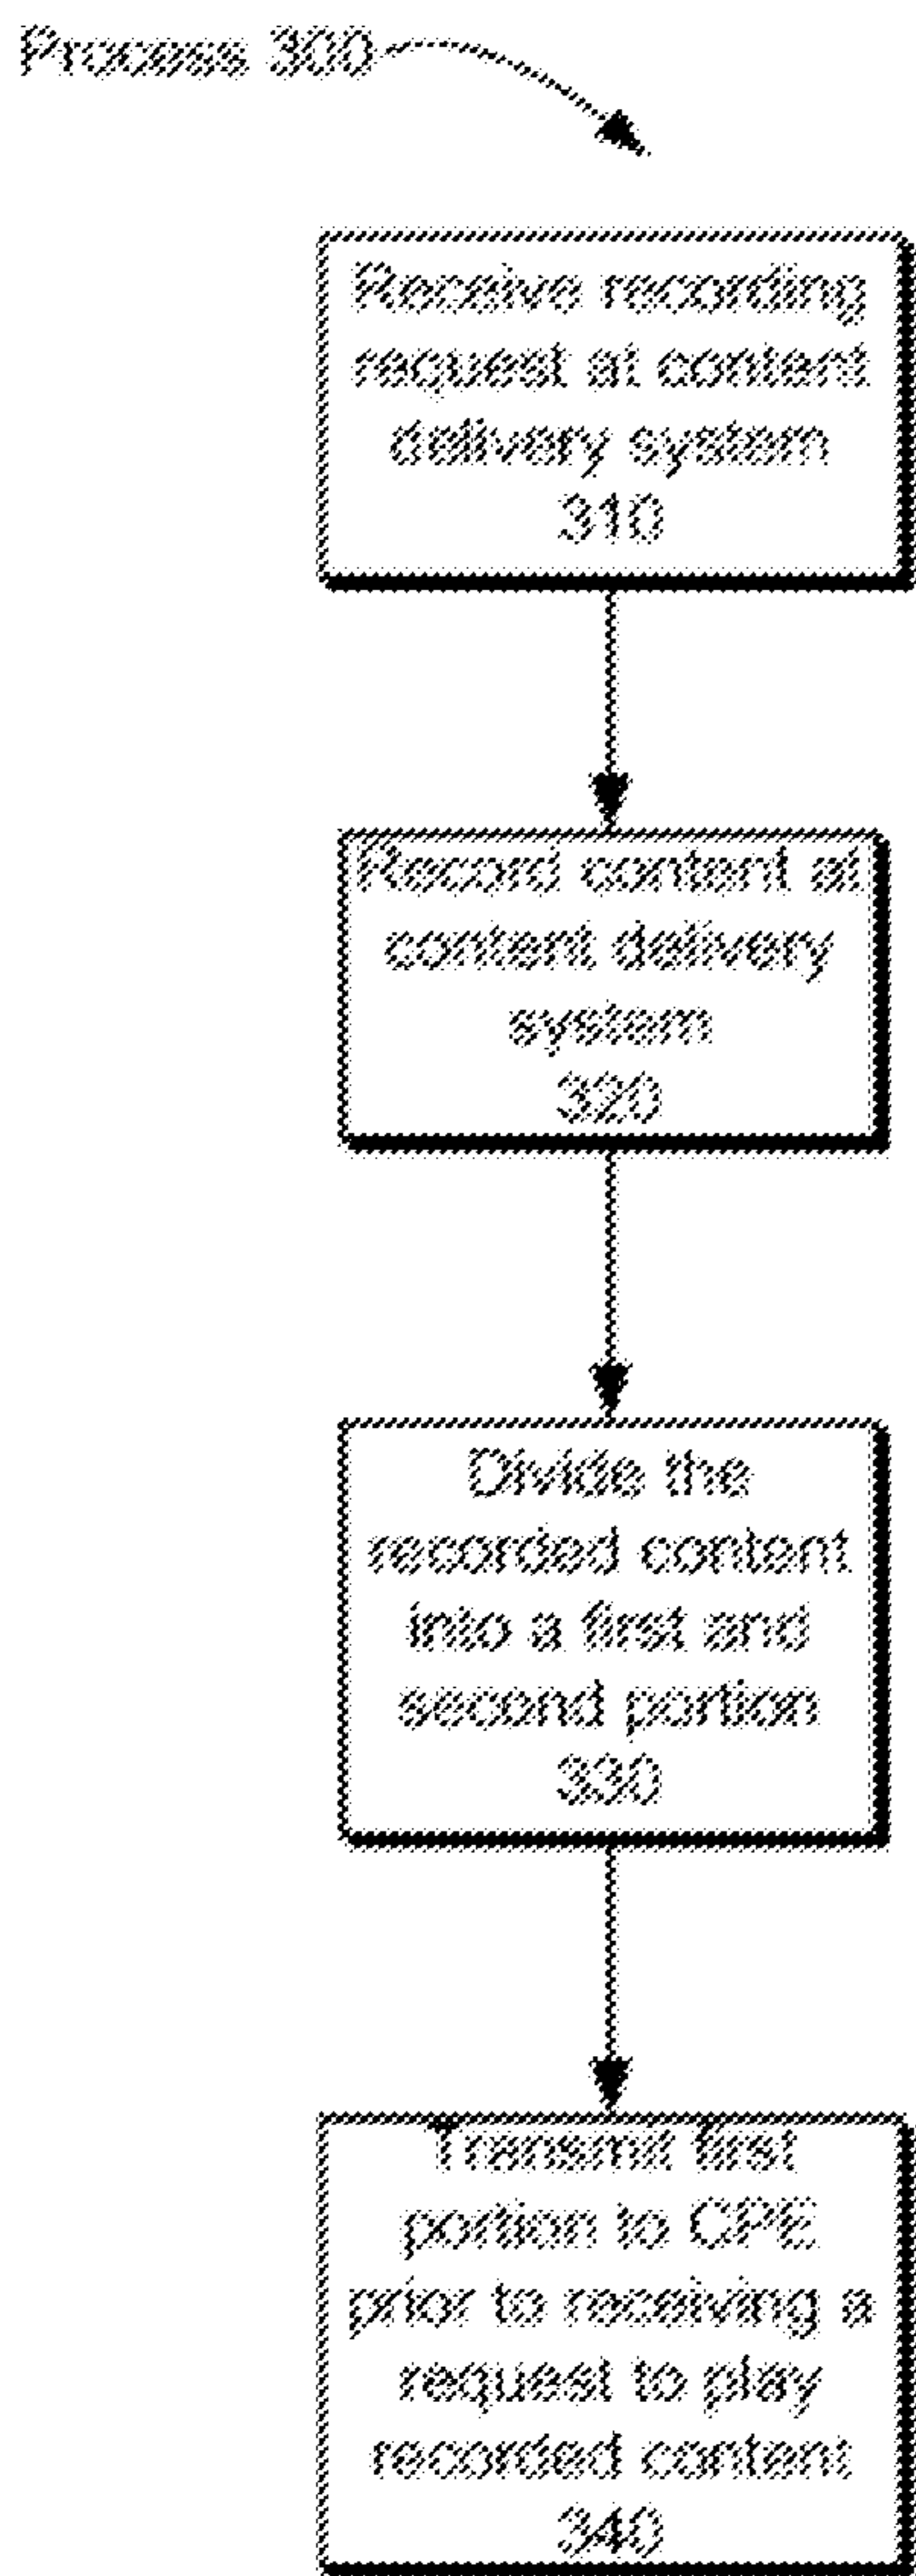 Process 300
Receive recording
request at content
delivery system
310
Record content at
content delivery
system
320
Divide the
recorded content
into a first and
second portion
330
Transmit first
portion to CPE
prior to receiving a
request to play
recorded content
340